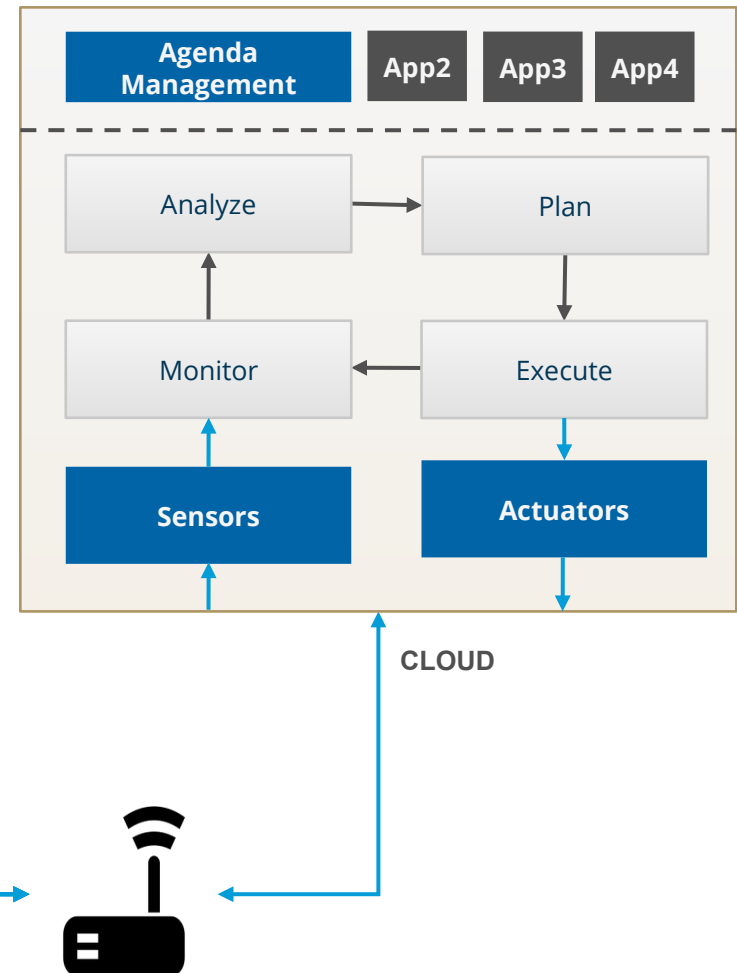 Agenda
Management
App2
App3
App4
Analyze
Plan
Monitor
Execute
Sensors
Actuators
CLOUD